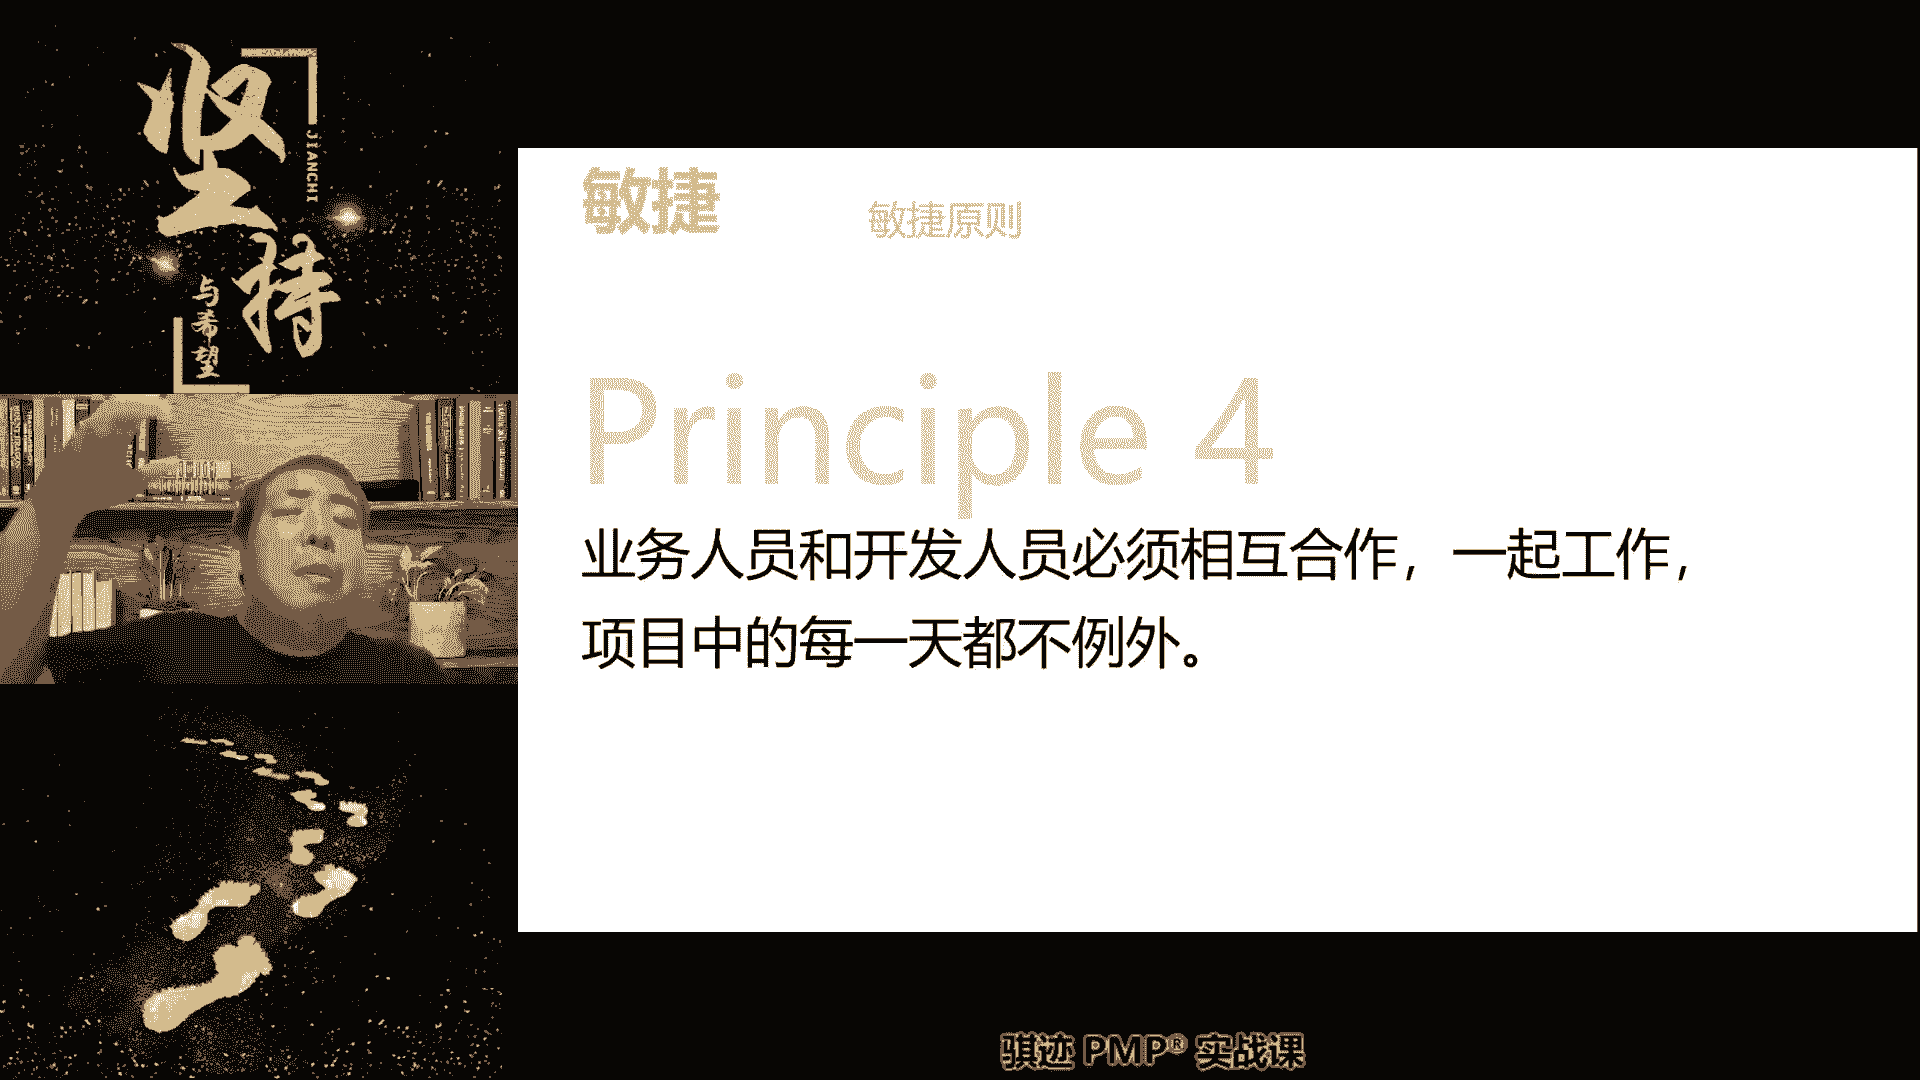 坚持
JIANCHI
与希望
敏捷
敏捷原则
Principle 4
业务人员和开发人员必须相互合作，一起工作，
项目中的每一天都不例外。
骐迹 PMP® 实战课